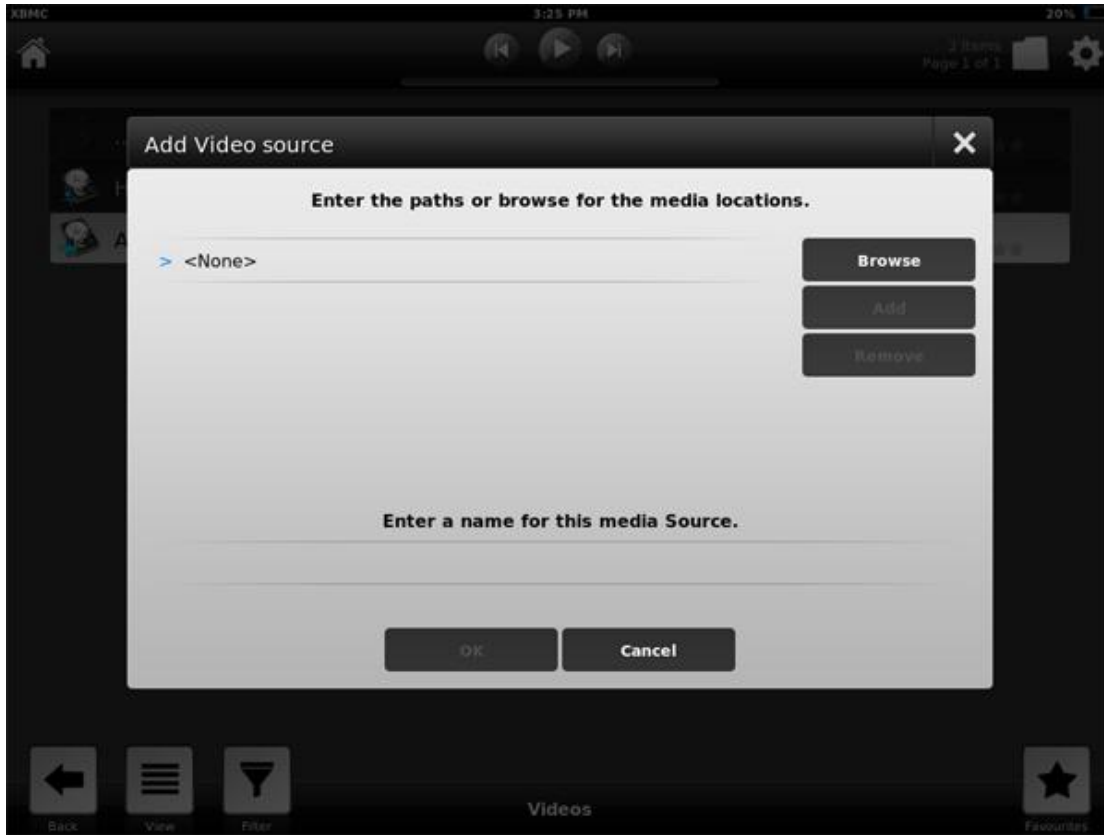 XBMC 3:25 PM 20%
2 Items
Page 1 of 1
Add Video source
Enter the paths or browse for the media locations.
> <None>
Browse
Add
Remove
Enter a name for this media Source.
OK
Cancel
Back
View
Filter
Videos
Favourites